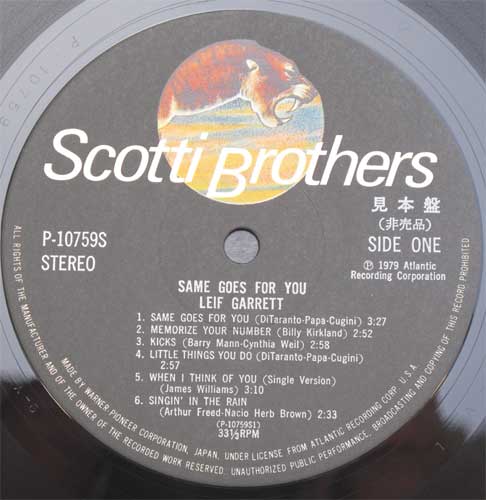 P-10759
Scotti Brothers
見本盤
(非売品)
P-10759S
SIDE ONE
STEREO
Ⓟ 1979 Atlantic
Recording Corporation
SAME GOES FOR YOU
LEIF GARRETT
1. SAME GOES FOR YOU (DiTaranto-Papa-Cugini) 3:27
2. MEMORIZE YOUR NUMBER (Billy Kirkland) 2:52
3. KICKS (Barry Mann-Cynthia Weil) 2:58
4. LITTLE THINGS YOU DO (DiTaranto-Papa-Cugini)
2:57
5. WHEN I THINK OF YOU (Single Version)
(James Williams) 3:10
6. SINGIN' IN THE RAIN
(Arthur Freed-Nacio Herb Brown) 2:33
(P-10759S1)
33⅓RPM
MADE BY WARNER-PIONEER CORPORATION, JAPAN, UNDER LICENSE FROM ATLANTIC RECORDING CORP., U.S.A.
ALL RIGHTS OF THE MANUFACTURER AND OF THE OWNER OF THE RECORDED WORK RESERVED. UNAUTHORIZED PUBLIC PERFORMANCE, BROADCASTING AND COPYING OF THIS RECORD PROHIBITED